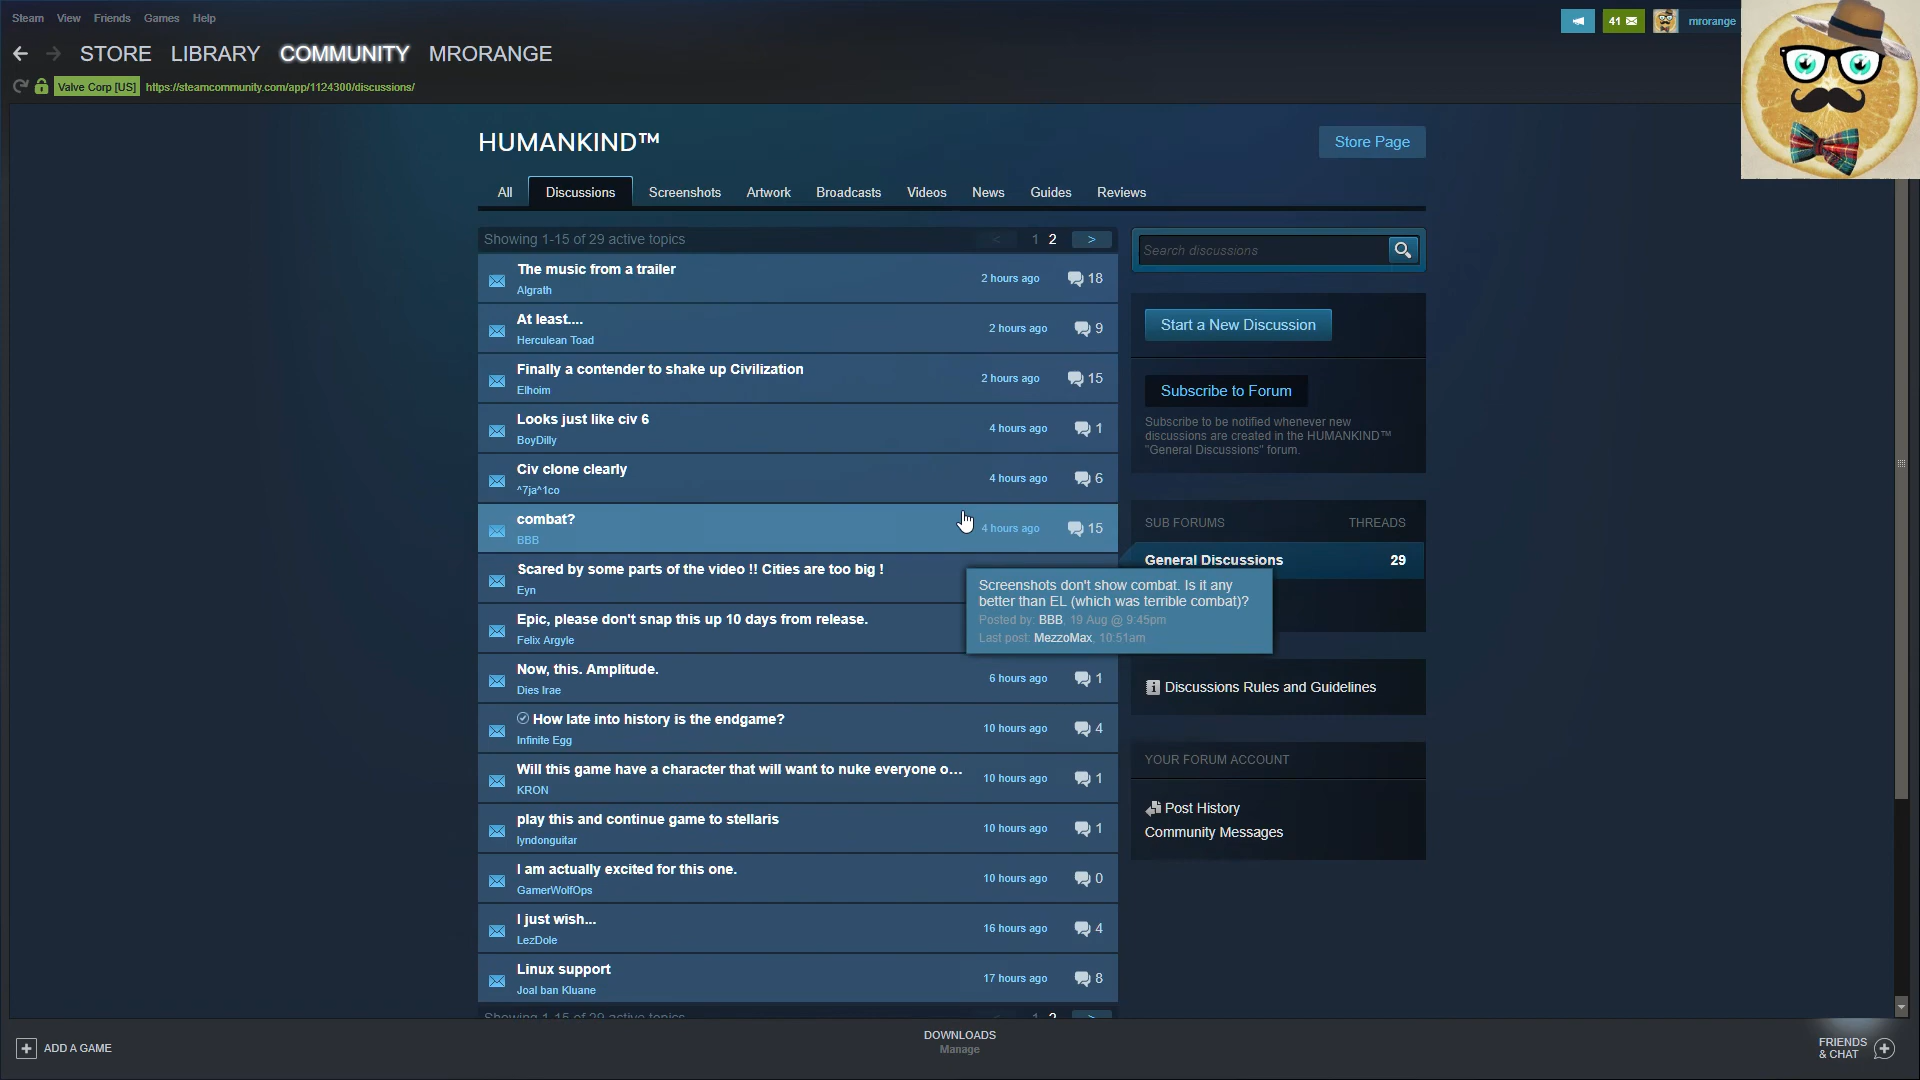 Steam View Friends Games Help
41 mrorange
STORE LIBRARY COMMUNITY MRORANGE
Valve Corp [US] https://steamcommunity.com/app/1124300/discussions/
HUMANKIND™
Store Page
All Discussions Screenshots Artwork Broadcasts Videos News Guides Reviews
Showing 1-15 of 29 active topics < 1 2 >
The music from a trailer
Algrath
2 hours ago 18
At least....
Herculean Toad
2 hours ago 9
Finally a contender to shake up Civilization
Elhoim
2 hours ago 15
Looks just like civ 6
BoyDilly
4 hours ago 1
Civ clone clearly
^7ja^1co
4 hours ago 6
combat?
BBB
4 hours ago 15
Scared by some parts of the video !! Cities are too big !
Eyn
Epic, please don't snap this up 10 days from release.
Felix Argyle
Now, this. Amplitude.
Dies Irae
6 hours ago 1
How late into history is the endgame?
Infinite Egg
10 hours ago 4
Will this game have a character that will want to nuke everyone o...
KRON
10 hours ago 1
play this and continue game to stellaris
lyndonguitar
10 hours ago 1
I am actually excited for this one.
GamerWolfOps
10 hours ago 0
I just wish...
LezDole
16 hours ago 4
Linux support
Joal ban Kluane
17 hours ago 8
Showing 1-15 of 29 active topics < 1 2 >
Search discussions
Start a New Discussion
Subscribe to Forum
Subscribe to be notified whenever new
discussions are created in the HUMANKIND™
"General Discussions" forum.
SUB FORUMS THREADS
General Discussions 29
Screenshots don't show combat. Is it any
better than EL (which was terrible combat)?
Posted by: BBB, 19 Aug @ 9:45pm
Last post: MezzoMax, 10:51am
Discussions Rules and Guidelines
YOUR FORUM ACCOUNT
Post History
Community Messages
ADD A GAME
DOWNLOADS
Manage
FRIENDS
& CHAT